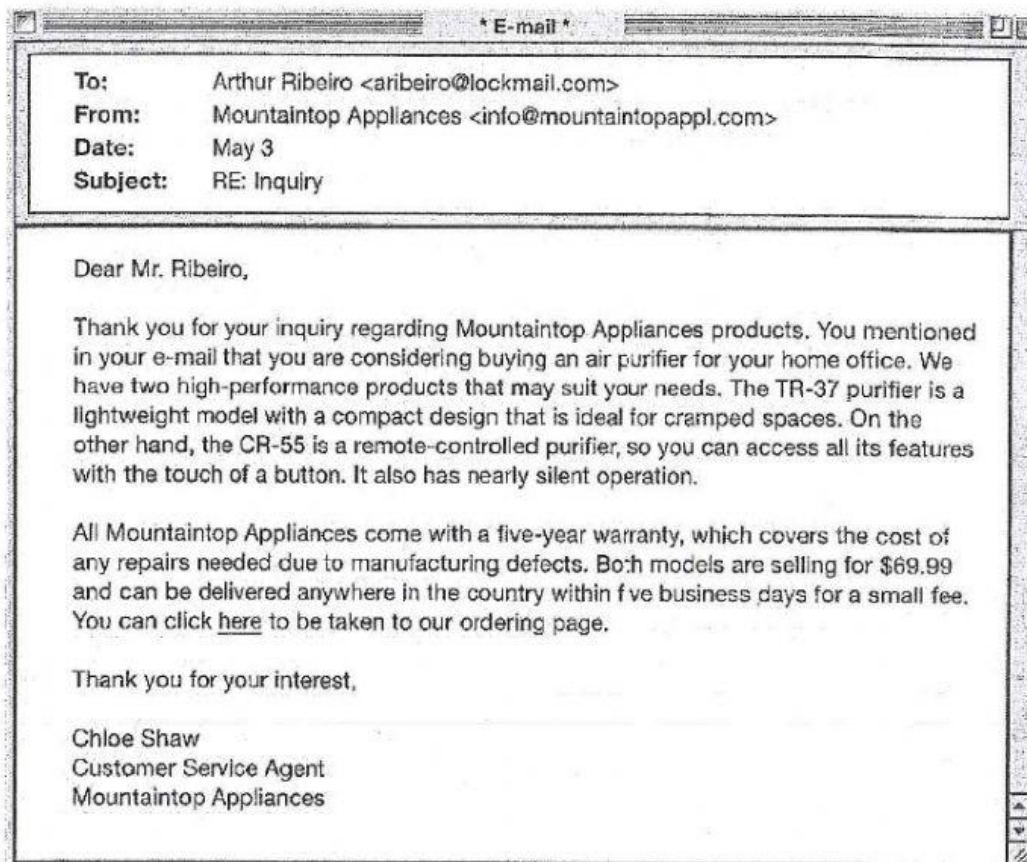 * E-mail *
To: Arthur Ribeiro <aribeiro@lockmail.com>
From: Mountaintop Appliances <info@mountaintopappl.com>
Date: May 3
Subject: RE: Inquiry
Dear Mr. Ribeiro,
Thank you for your inquiry regarding Mountaintop Appliances products. You mentioned
in your e-mail that you are considering buying an air purifier for your home office. We
have two high-performance products that may suit your needs. The TR-37 purifier is a
lightweight model with a compact design that is ideal for cramped spaces. On the
other hand, the CR-55 is a remote-controlled purifier, so you can access all its features
with the touch of a button. It also has nearly silent operation.
All Mountaintop Appliances come with a five-year warranty, which covers the cost of
any repairs needed due to manufacturing defects. Both models are selling for $69.99
and can be delivered anywhere in the country within five business days for a small fee.
You can click here to be taken to our ordering page.
Thank you for your interest,
Chloe Shaw
Customer Service Agent
Mountaintop Appliances